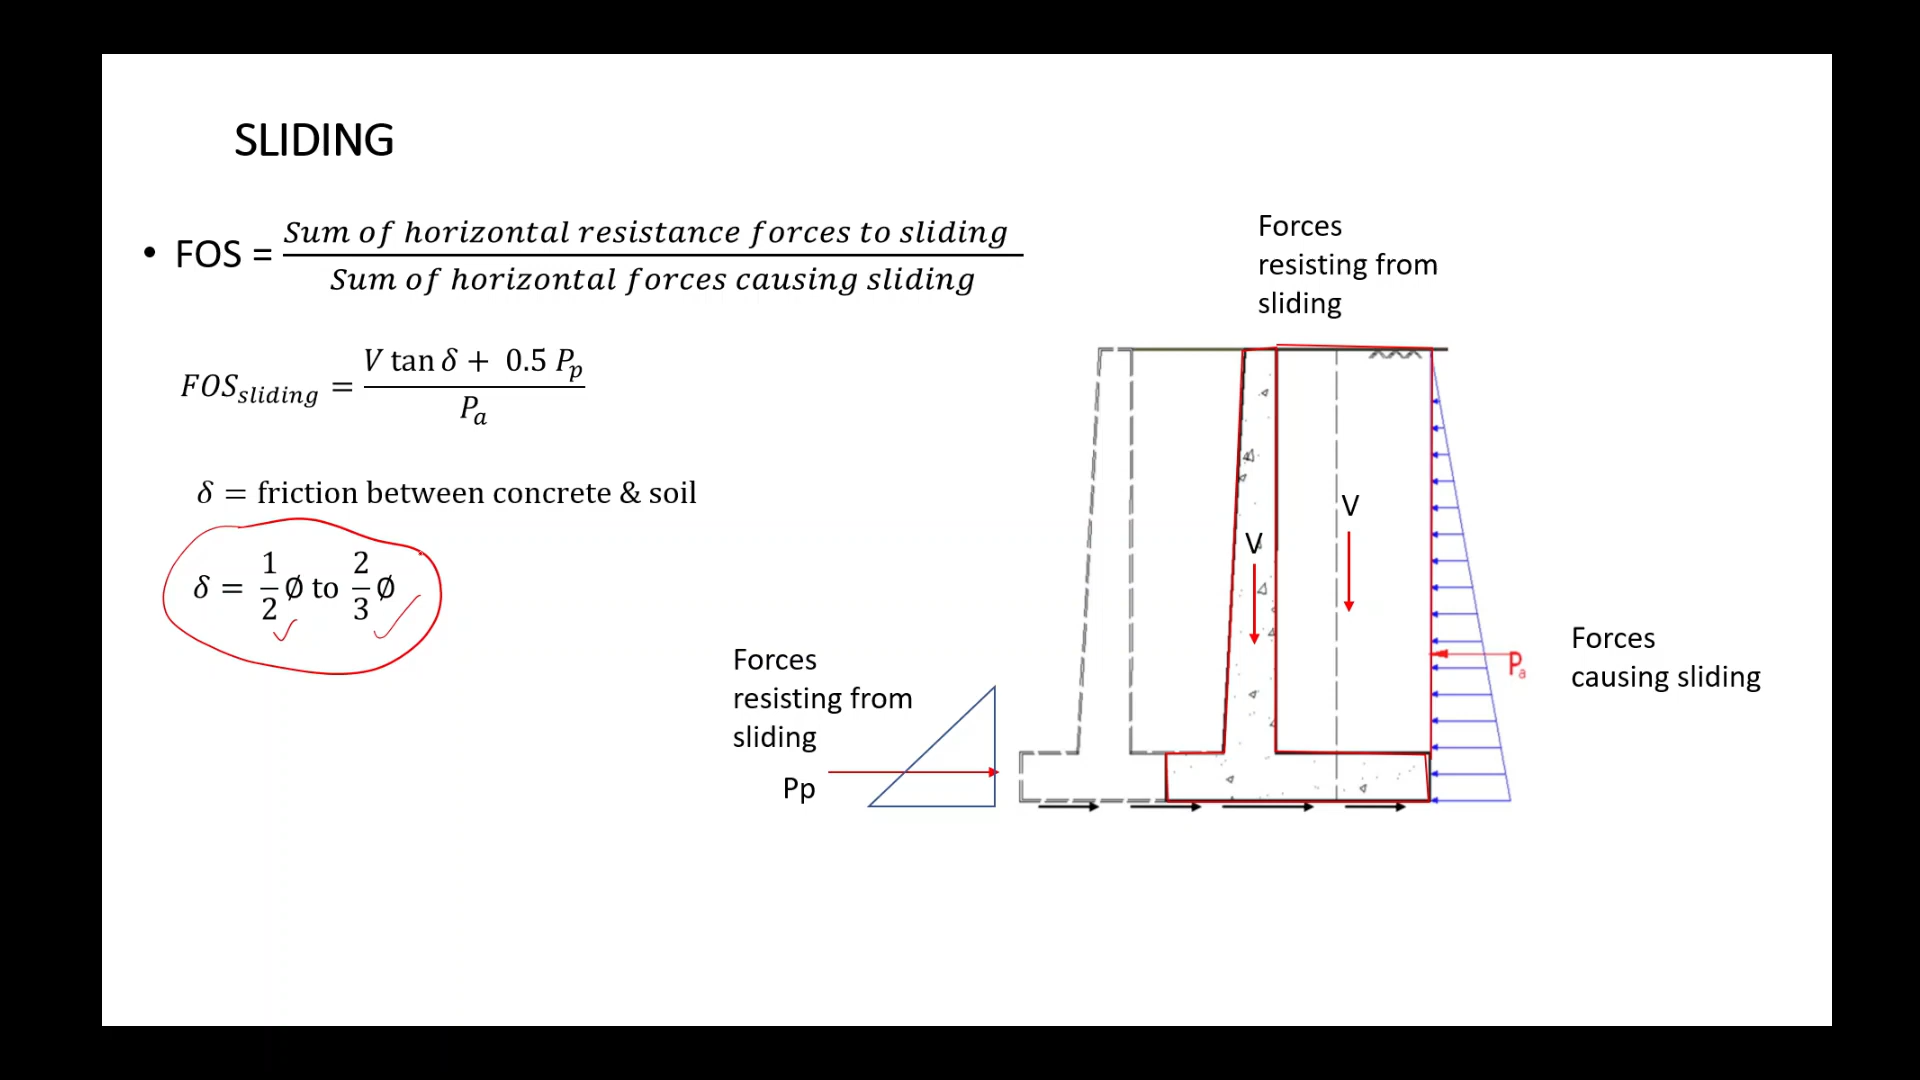 SLIDING
• FOS = Sum of horizontal resistance forces to sliding / Sum of horizontal forces causing sliding
FOS_sliding = (V tan δ + 0.5 P_p) / P_a
δ = friction between concrete & soil
δ = 1/2 ∅ to 2/3 ∅
Forces
resisting from
sliding
V
V
Forces
causing sliding
P_a
Forces
resisting from
sliding
Pp